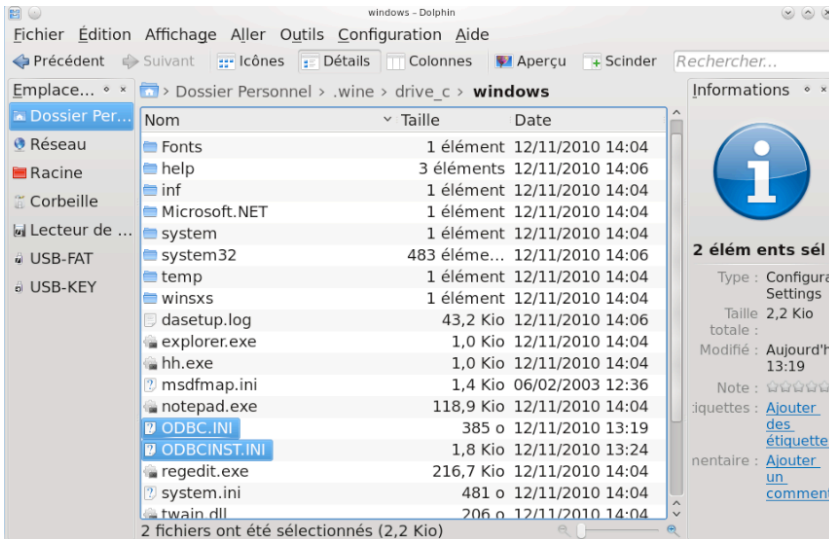 windows – Dolphin
Fichier Édition Affichage Aller Outils Configuration Aide
Précédent Suivant Icônes Détails Colonnes Aperçu Scinder Rechercher...
Emplace... Dossier Personnel > .wine > drive_c > windows Informations
Dossier Per...
Réseau
Racine
Corbeille
Lecteur de ...
USB-FAT
USB-KEY
Nom Taille Date
Fonts 1 élément 12/11/2010 14:04
help 3 éléments 12/11/2010 14:06
inf 1 élément 12/11/2010 14:04
Microsoft.NET 1 élément 12/11/2010 14:04
system 1 élément 12/11/2010 14:04
system32 483 éléme... 12/11/2010 14:06
temp 1 élément 12/11/2010 14:04
winsxs 1 élément 12/11/2010 14:04
dasetup.log 43,2 Kio 12/11/2010 14:06
explorer.exe 1,0 Kio 12/11/2010 14:04
hh.exe 1,0 Kio 12/11/2010 14:04
msdfmap.ini 1,4 Kio 06/02/2003 12:36
notepad.exe 118,9 Kio 12/11/2010 14:04
ODBC.INI 385 o 12/11/2010 13:19
ODBCINST.INI 1,8 Kio 12/11/2010 13:24
regedit.exe 216,7 Kio 12/11/2010 14:04
system.ini 481 o 12/11/2010 14:04
twain.dll 206 o 12/11/2010 14:04
2 fichiers ont été sélectionnés (2,2 Kio)
2 élém ents sél
Type : Configura
Settings
Taille 2,2 Kio
totale :
Modifié : Aujourd'h
13:19
Note :
iquettes : Ajouter
des
étiquette
nentaire : Ajouter
un
comment